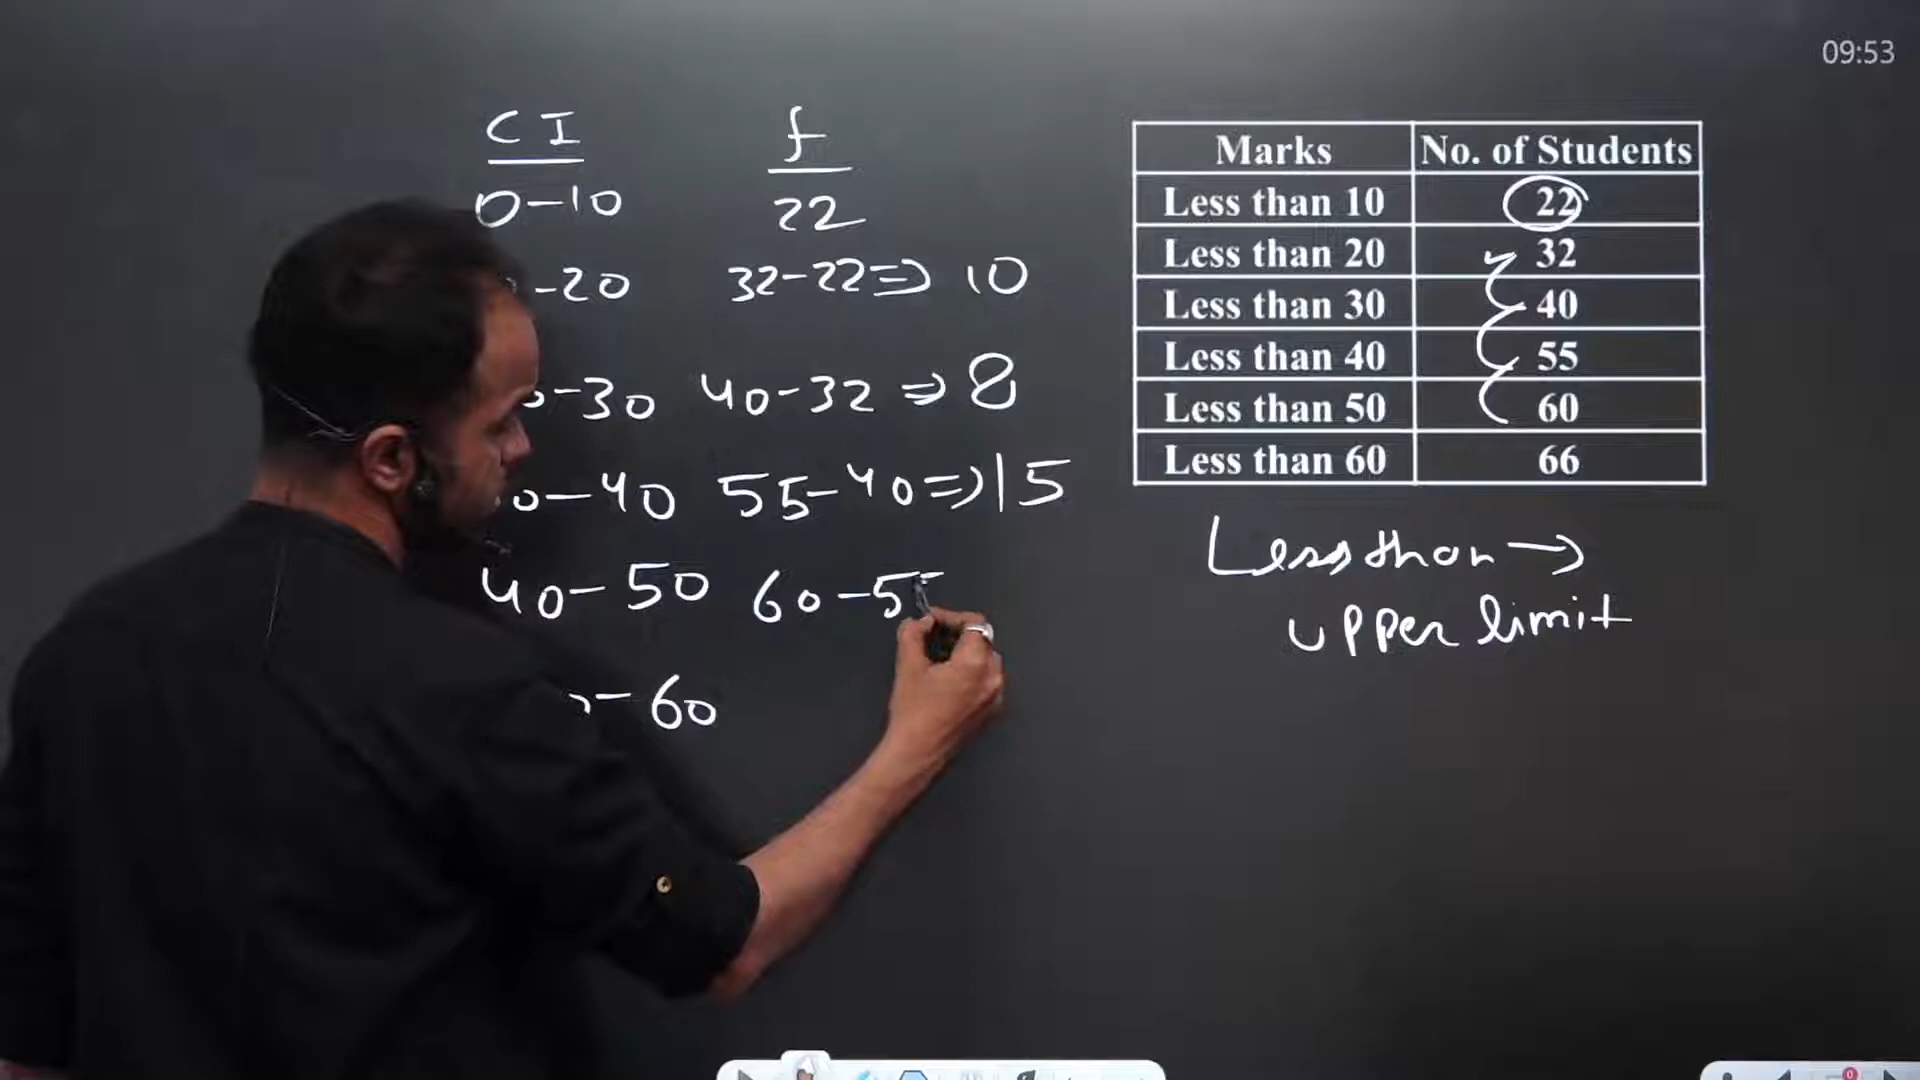 09:53
C I f
0-10 22
-20 32-22=> 10
-30 40-32 => 8
0-40 55-40=>15
40-50 60-5
-60
Marks No. of Students
Less than 10 22
Less than 20 32
Less than 30 40
Less than 40 55
Less than 50 60
Less than 60 66
Less than →
upper limit